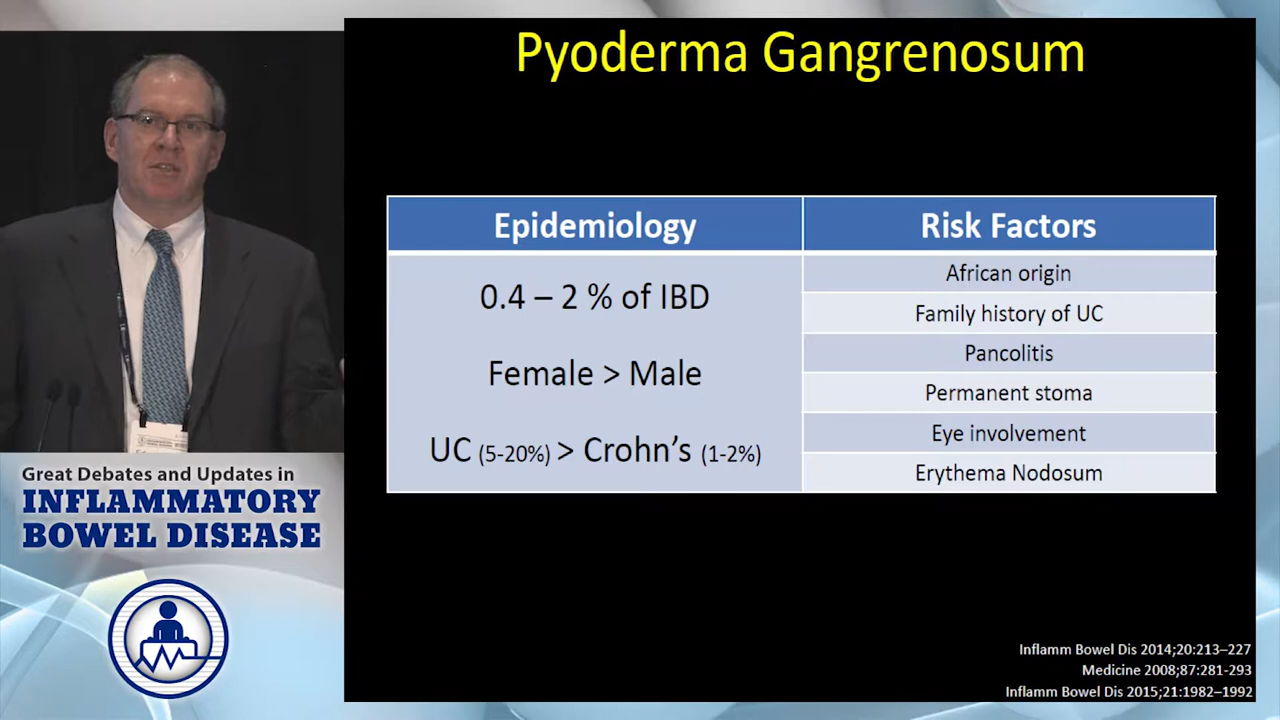 Pyoderma Gangrenosum
Epidemiology
Risk Factors
0.4 – 2 % of IBD
Female > Male
UC (5-20%) > Crohn's (1-2%)
African origin
Family history of UC
Pancolitis
Permanent stoma
Eye involvement
Erythema Nodosum
Great Debates and Updates in
INFLAMMATORY
BOWEL DISEASE
Inflamm Bowel Dis 2014;20:213–227
Medicine 2008;87:281-293
Inflamm Bowel Dis 2015;21:1982–1992